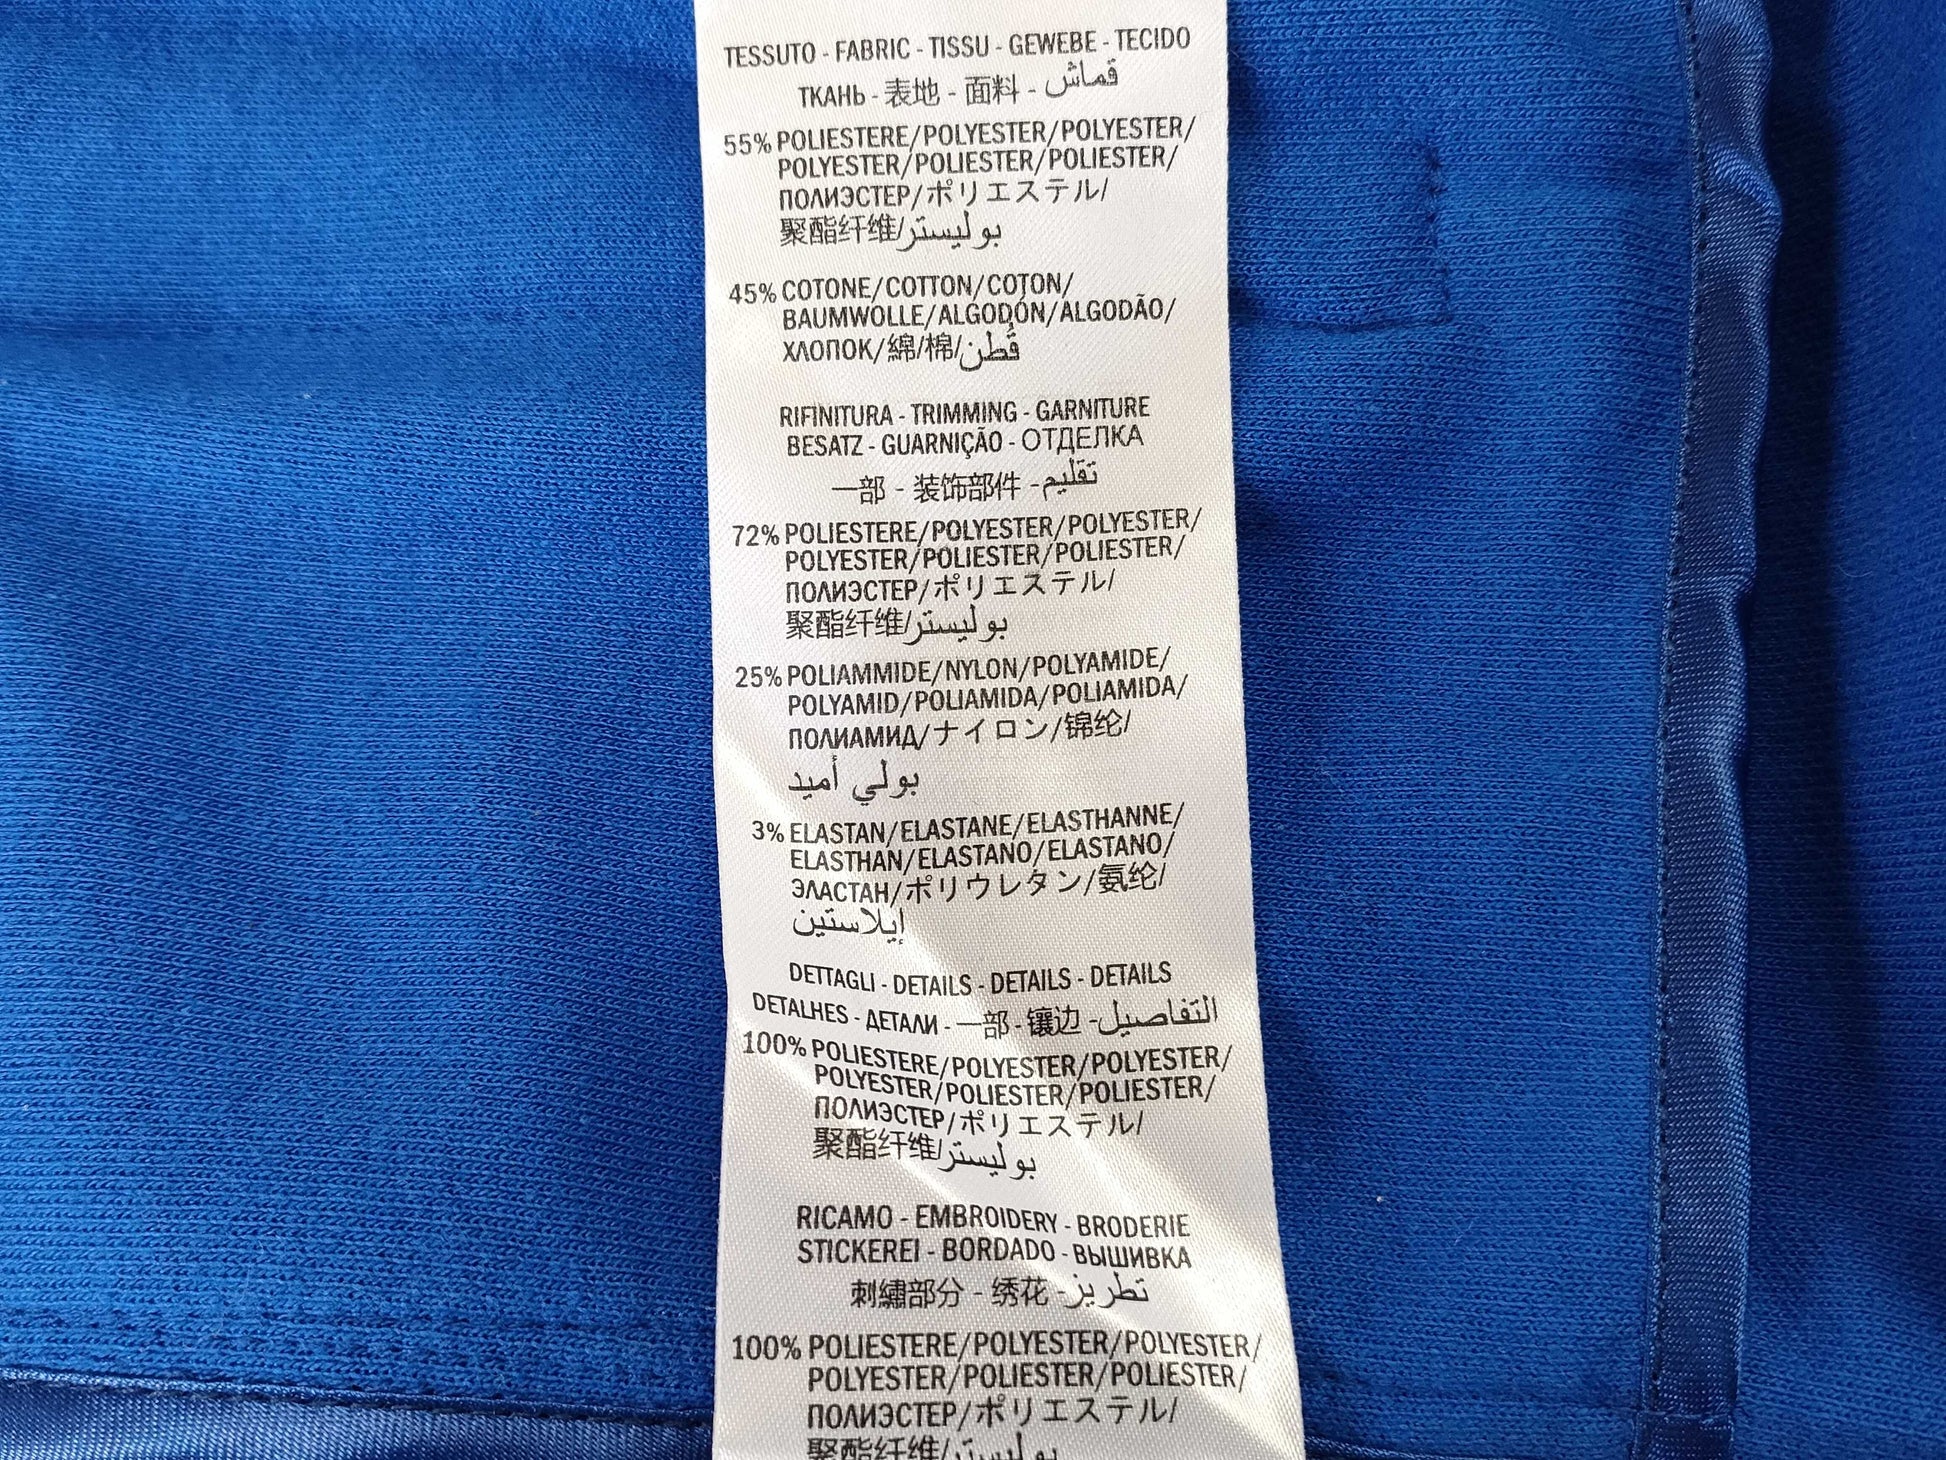 TESSUTO - FABRIC - TISSU - GEWEBE - TECIDO
ТКАНЬ - 表地 - 面料 - قماش
55% POLIESTERE/POLYESTER/POLYESTER/
POLYESTER/POLIESTER/POLIESTER/
ПОЛИЭСТЕР/ポリエステル/
聚酯纤维/بوليستر
45% COTONE/COTTON/COTON/
BAUMWOLLE/ALGODÓN/ALGODÃO/
ХЛОПОК/綿/棉/قُطن
RIFINITURA - TRIMMING - GARNITURE
BESATZ - GUARNIÇÃO - ОТДЕЛКА
一部 - 装饰部件 - تقليم
72% POLIESTERE/POLYESTER/POLYESTER/
POLYESTER/POLIESTER/POLIESTER/
ПОЛИЭСТЕР/ポリエステル/
聚酯纤维/بوليستر
25% POLIAMMIDE/NYLON/POLYAMIDE/
POLYAMID/POLIAMIDA/POLIAMIDA/
ПОЛИАМИД/ナイロン/锦纶/
بولي أميد
3% ELASTAN/ELASTANE/ELASTHANNE/
ELASTHAN/ELASTANO/ELASTANO/
ЭЛАСТАН/ポリウレタン/氨纶/
إيلاستين
DETTAGLI - DETAILS - DETAILS - DETAILS
DETALHES - ДЕТАЛИ - 一部 - 镶边 - التفاصيل
100% POLIESTERE/POLYESTER/POLYESTER/
POLYESTER/POLIESTER/POLIESTER/
ПОЛИЭСТЕР/ポリエステル/
聚酯纤维/بوليستر
RICAMO - EMBROIDERY - BRODERIE
STICKEREI - BORDADO - ВЫШИВКА
刺繡部分 - 绣花 - تطريز
100% POLIESTERE/POLYESTER/POLYESTER/
POLYESTER/POLIESTER/POLIESTER/
ПОЛИЭСТЕР/ポリエステル/
聚酯纤维/بوليستر